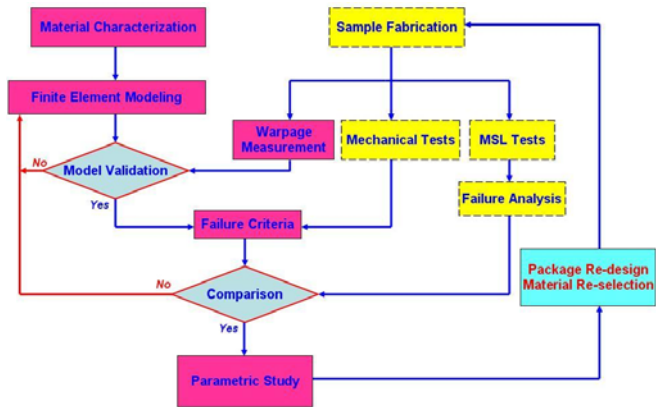 Material Characterization
Sample Fabrication
Finite Element Modeling
Warpage
Measurement
Mechanical Tests
MSL Tests
No
Model Validation
Yes
Failure Analysis
Failure Criteria
Package Re-design
Material Re-selection
No
Comparison
Yes
Parametric Study